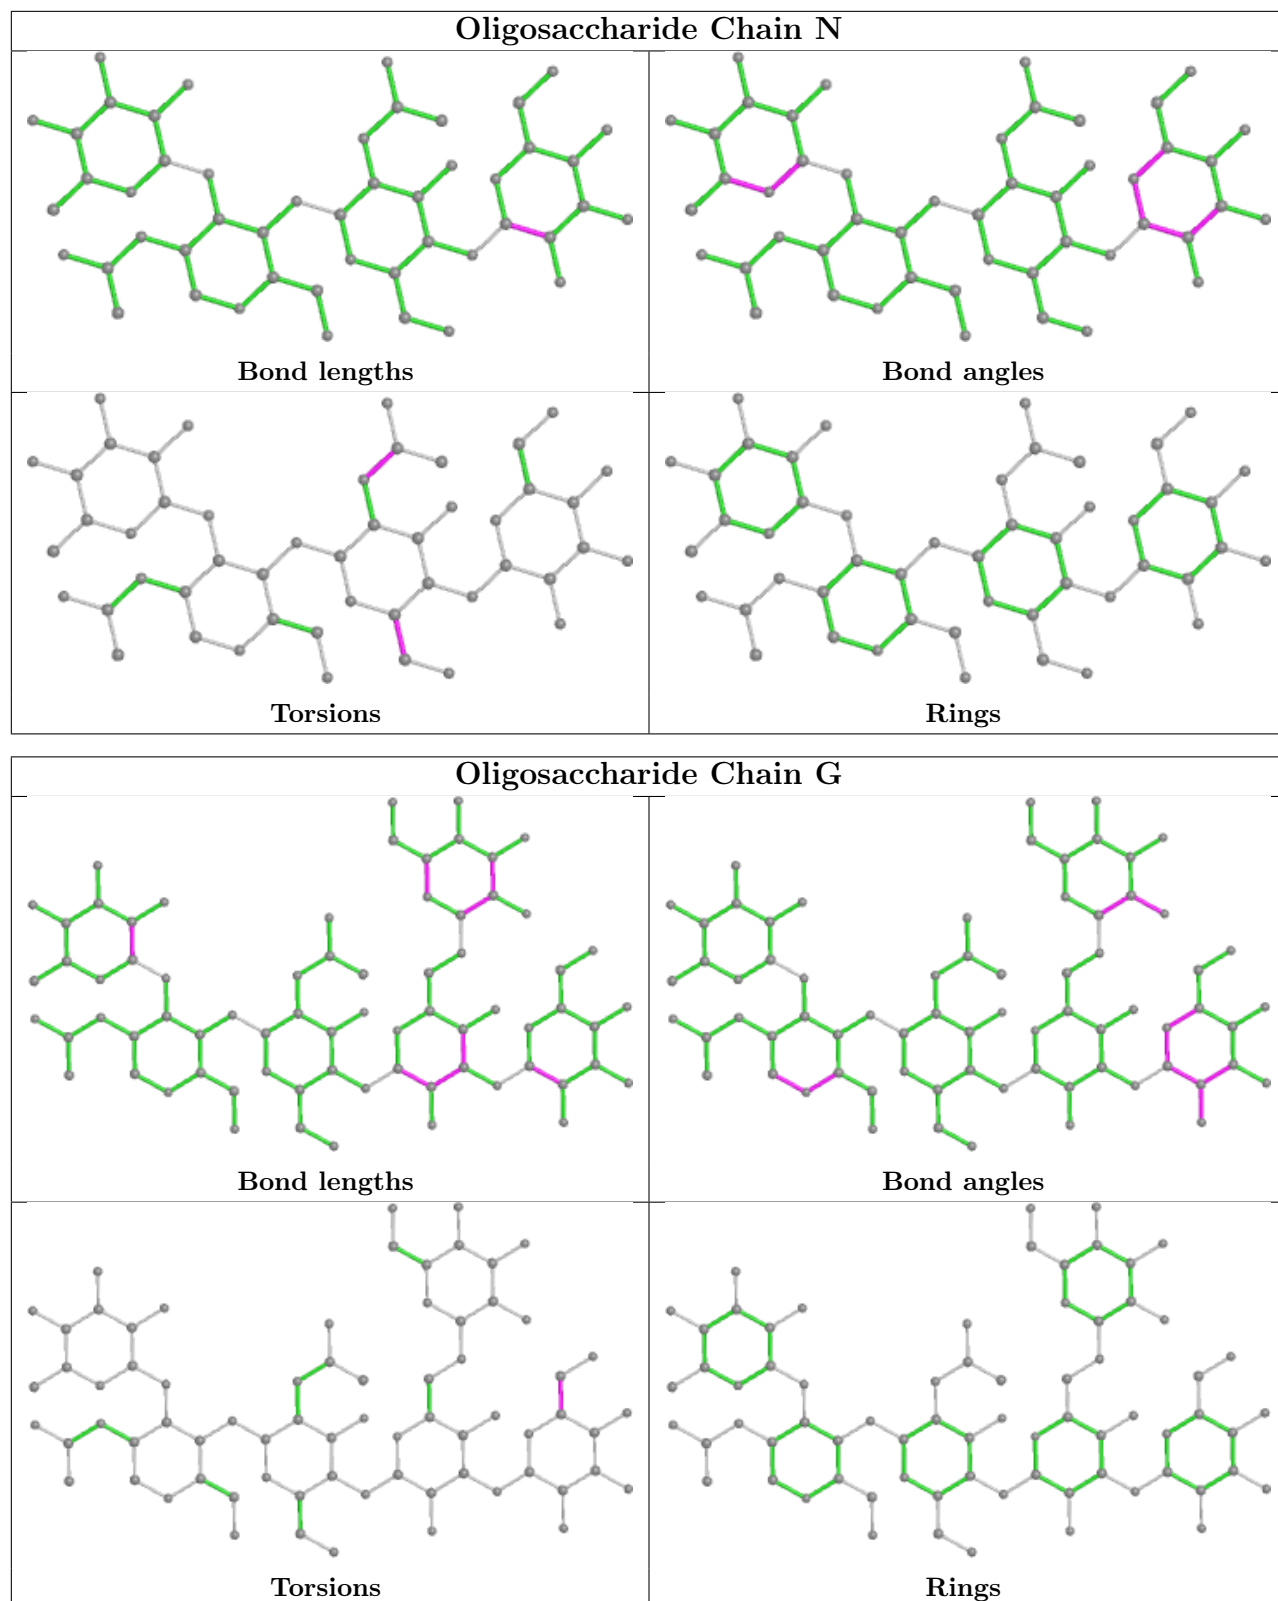 Oligosaccharide Chain N
Bond lengths
Bond angles
Torsions
Rings
Oligosaccharide Chain G
Bond lengths
Bond angles
Torsions
Rings